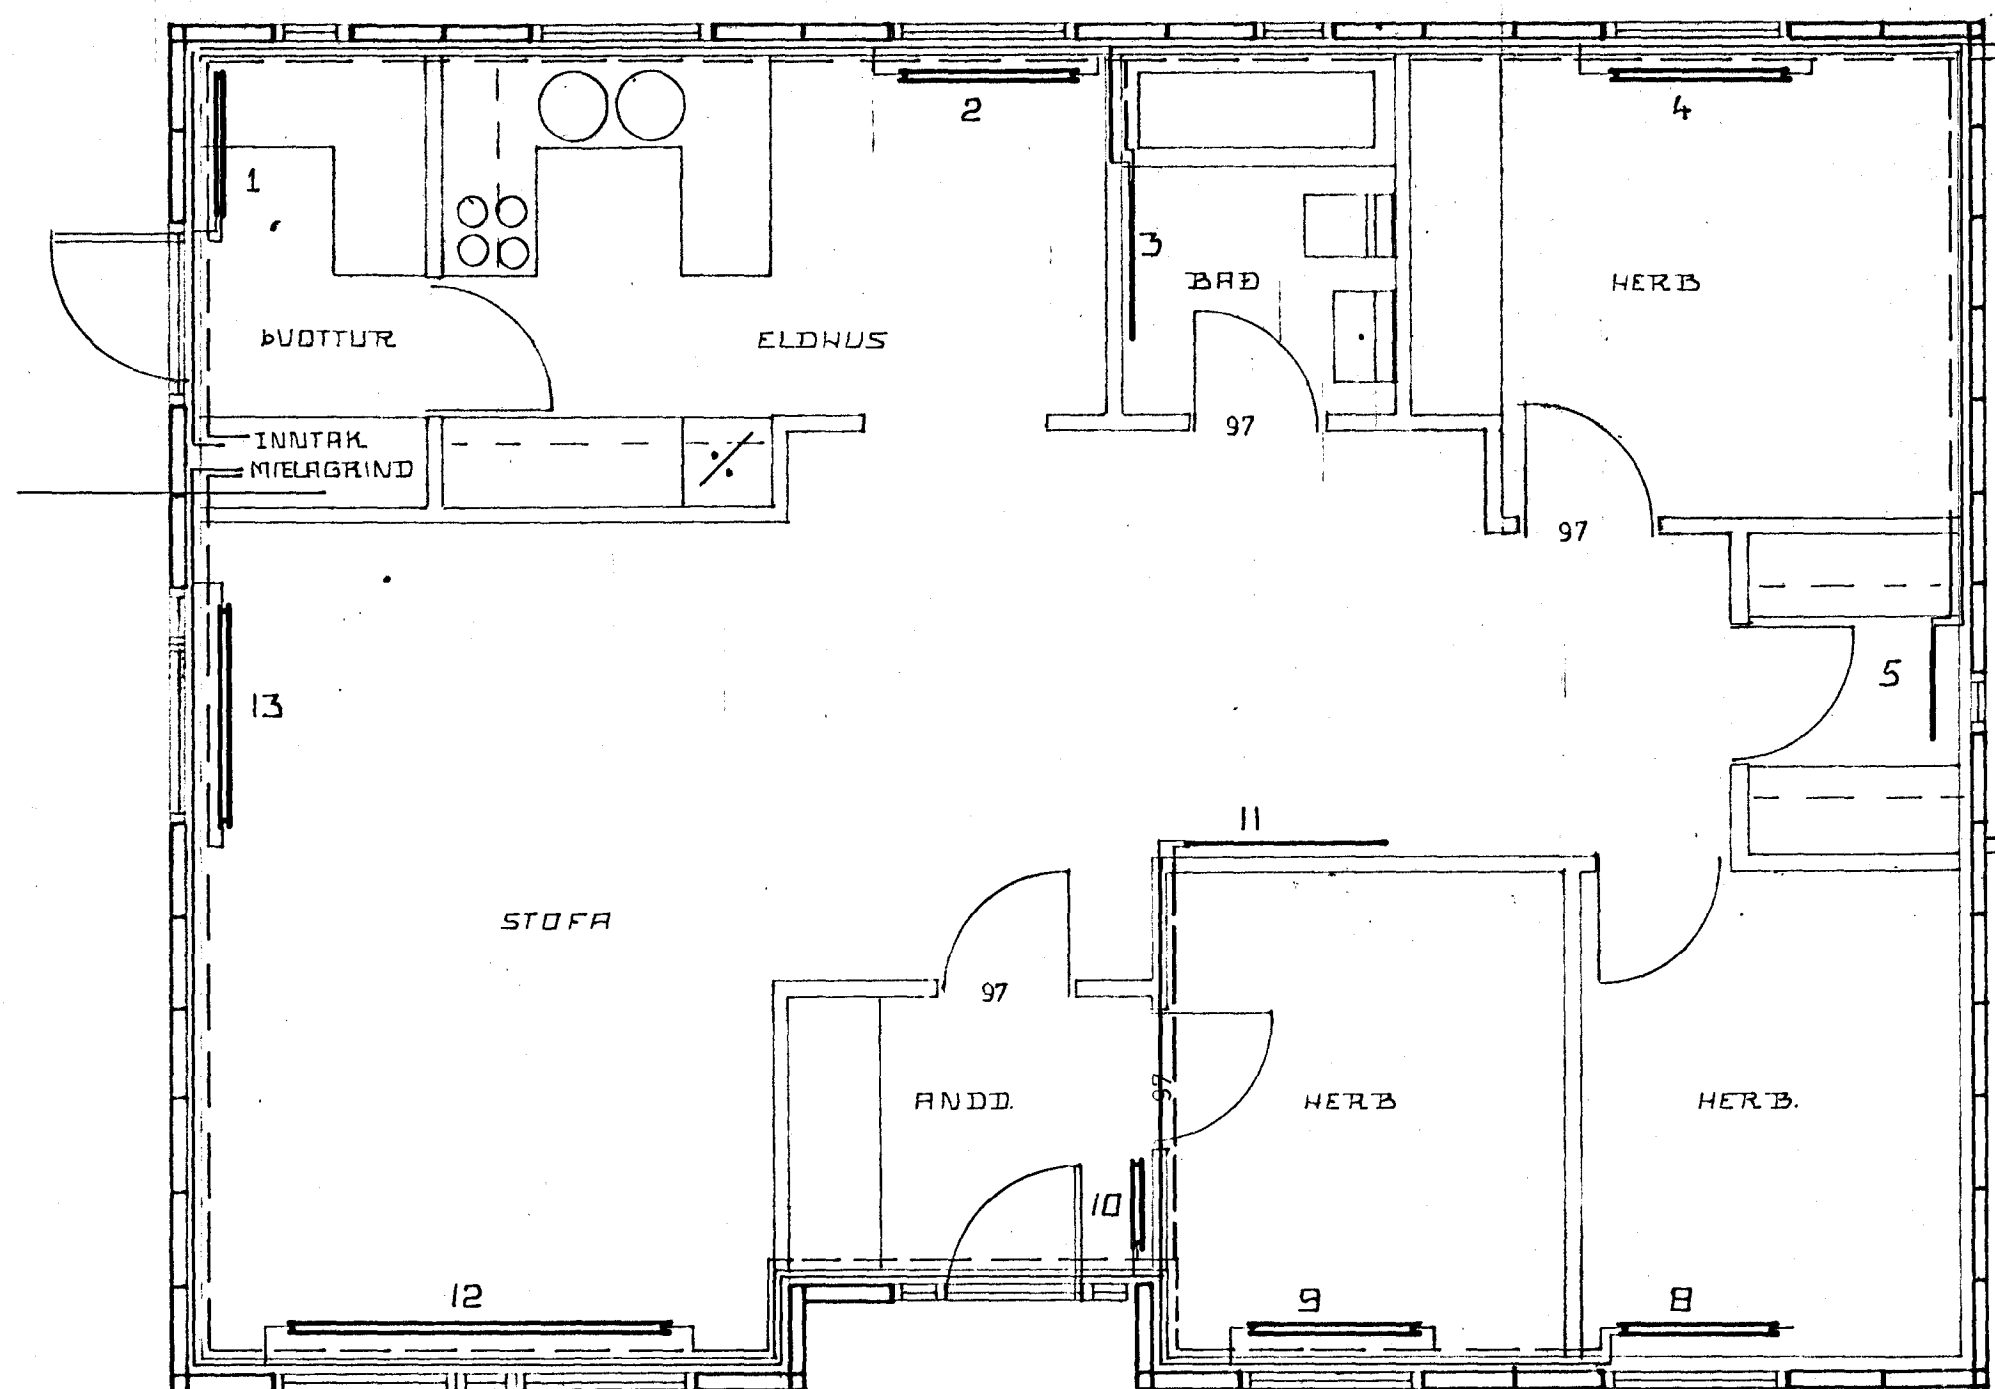 2
4
1
3
BAÐ
HERB
ÞVOTTUR
ELDHUS
97
INNTAK
MÆLAGRIND
97
5
13
11
STOFA
97
97
ANDD.
HERB
HERB.
10
12
9
8